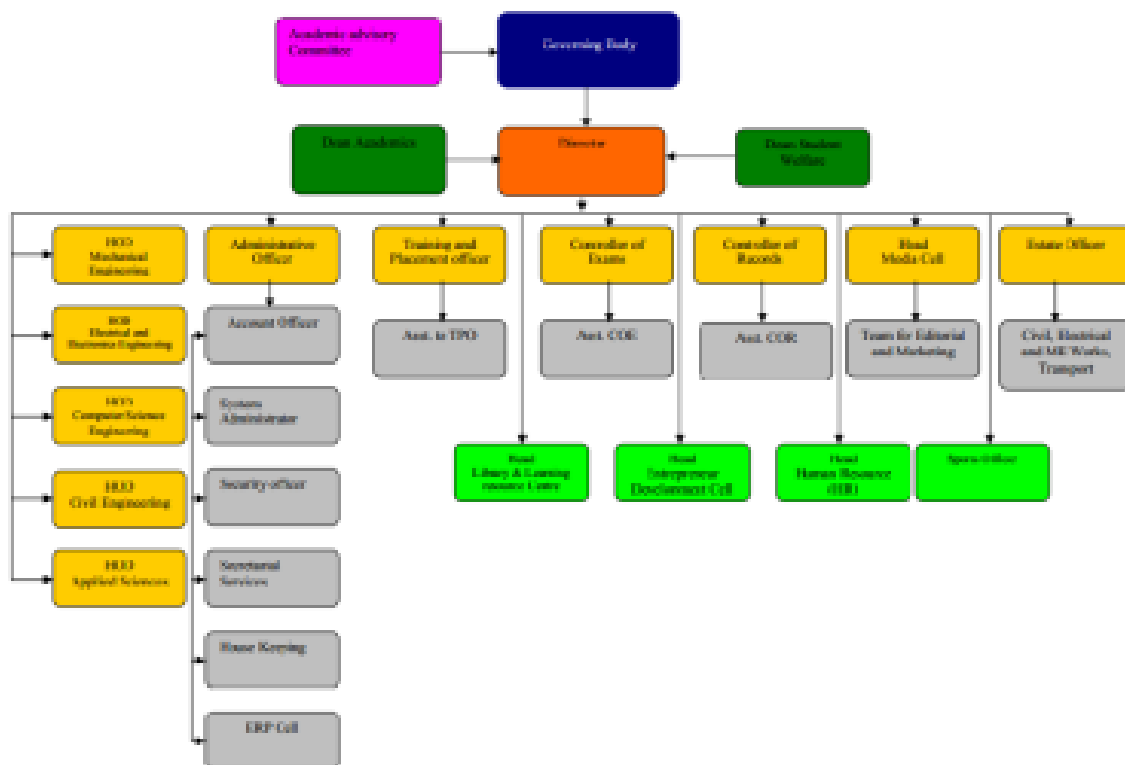 Academic advisory
Committee
Governing Body
Dean Academics
Director
Dean Student
Welfare
HOD
Mechanical
Engineering
Administrative
Officer
Training and
Placement officer
Controller of
Exams
Controller of
Records
Head
Media Cell
Estate Officer
HOD
Electrical and
Electronics Engineering
Account Officer
Asst. to TPO
Asst. COE
Asst. COR
Team for Editorial
and Marketing
Civil, Electrical
and ME Works,
Transport
HOD
Computer Science
Engineering
System
Administrator
Head
Library & Learning
resource Centre
Head
Entrepreneur
Development Cell
Head
Human Resource
(HR)
Sports Officer
HOD
Civil Engineering
Security officer
HOD
Applied Sciences
Secretarial
Services
House Keeping
ERP Cell